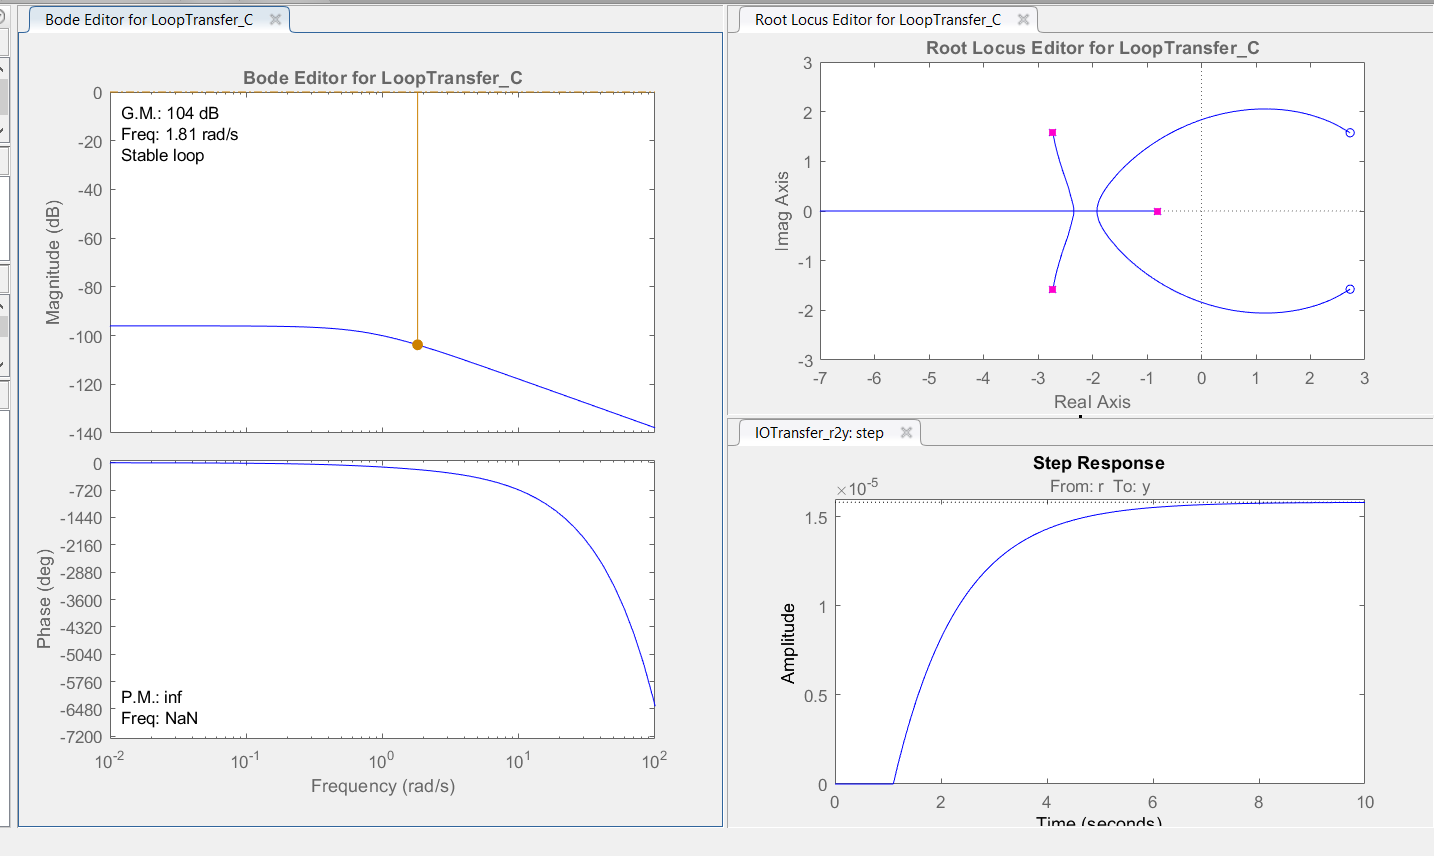 Bode Editor for LoopTransfer_C
Bode Editor for LoopTransfer_C
G.M.: 104 dB
Freq: 1.81 rad/s
Stable loop
Magnitude (dB)
0
-20
-40
-60
-80
-100
-120
-140
Phase (deg)
0
-720
-1440
-2160
-2880
-3600
-4320
-5040
-5760
-6480
-7200
P.M.: inf
Freq: NaN
10^-2 10^-1 10^0 10^1 10^2
Frequency (rad/s)
Root Locus Editor for LoopTransfer_C
Root Locus Editor for LoopTransfer_C
Imag Axis
3
2
1
0
-1
-2
-3
-7 -6 -5 -4 -3 -2 -1 0 1 2 3
Real Axis
IOTransfer_r2y: step
Step Response
From: r To: y
×10^-5
Amplitude
1.5
1
0.5
0
0 2 4 6 8 10
Time (seconds)